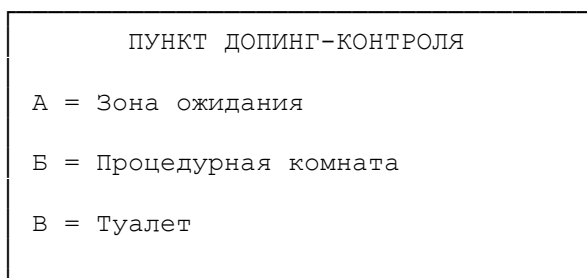 ПУНКТ ДОПИНГ-КОНТРОЛЯ
А = Зона ожидания
Б = Процедурная комната
В = Туалет